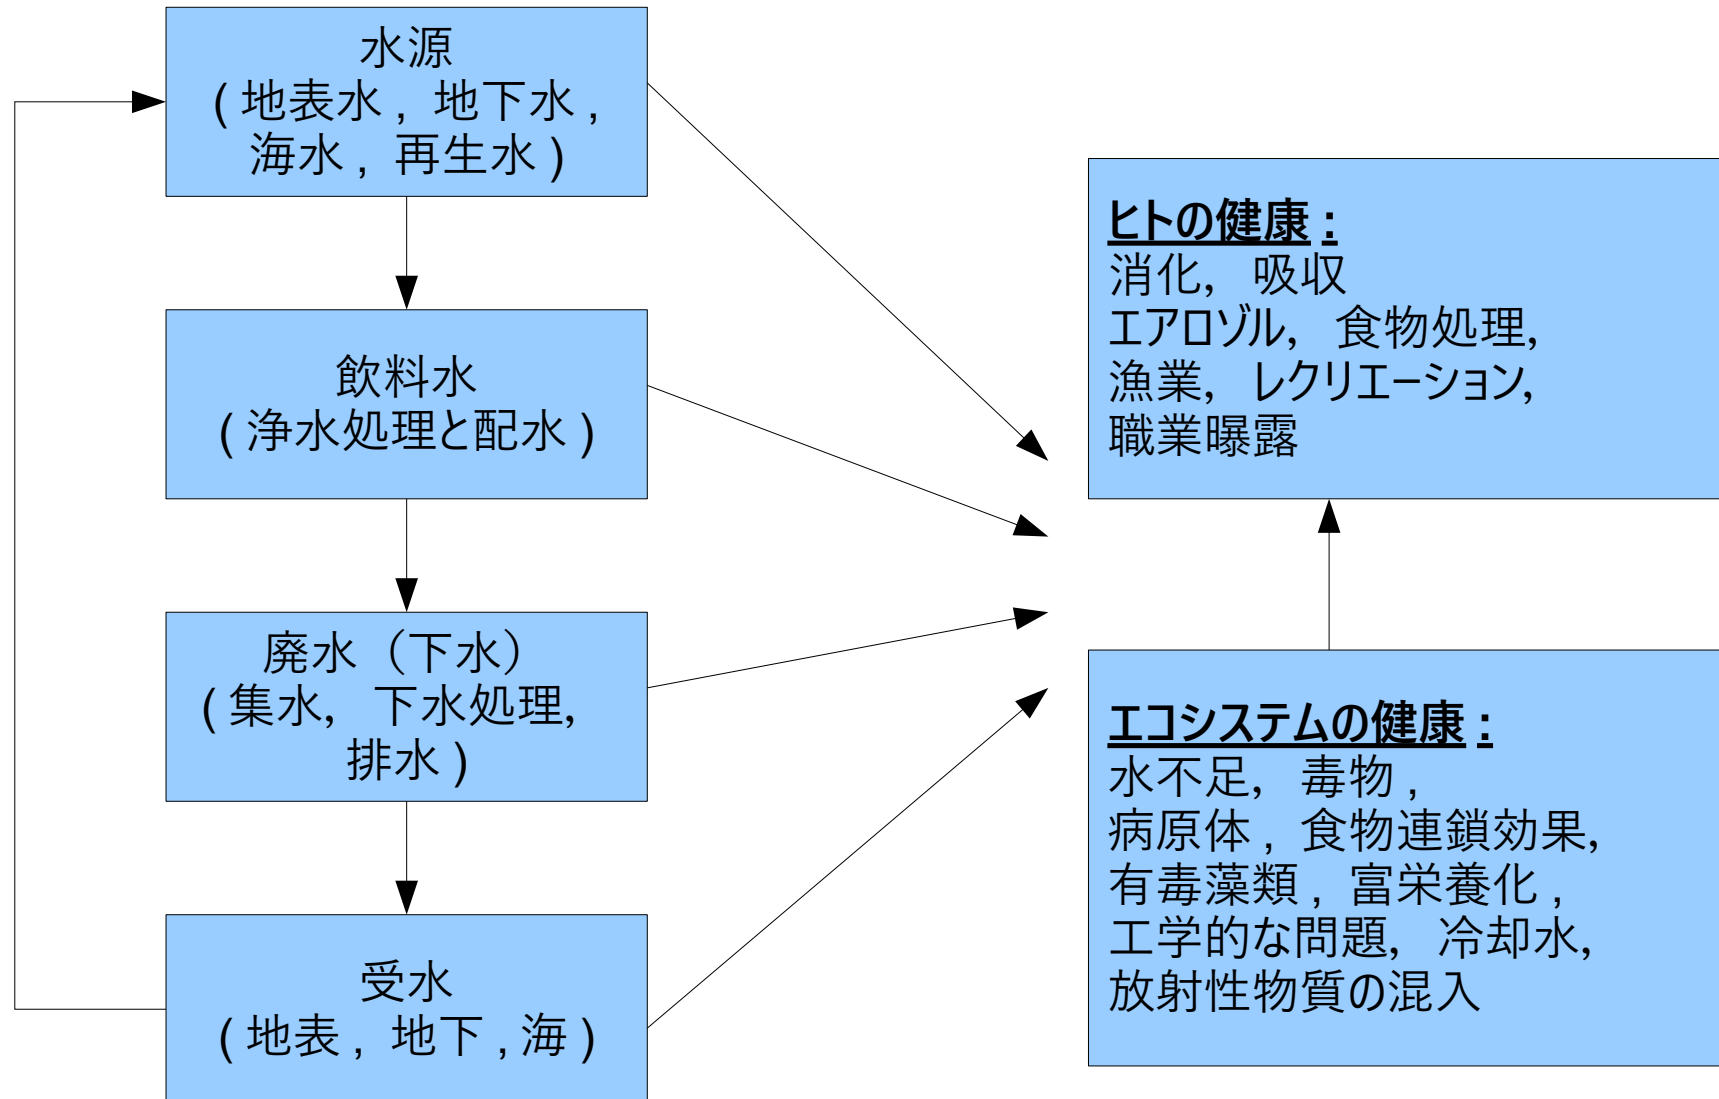 水源
( 地表水 , 地下水 ,
海水 , 再生水 )
飲料水
( 浄水処理と配水 )
廃水（下水）
( 集水, 下水処理,
排水 )
受水
( 地表 , 地下 , 海 )
ヒトの健康 :
消化, 吸収
エアロゾル, 食物処理,
漁業, レクリエーション,
職業曝露
エコシステムの健康 :
水不足, 毒物 ,
病原体 , 食物連鎖効果,
有毒藻類 , 富栄養化 ,
工学的な問題, 冷却水,
放射性物質の混入